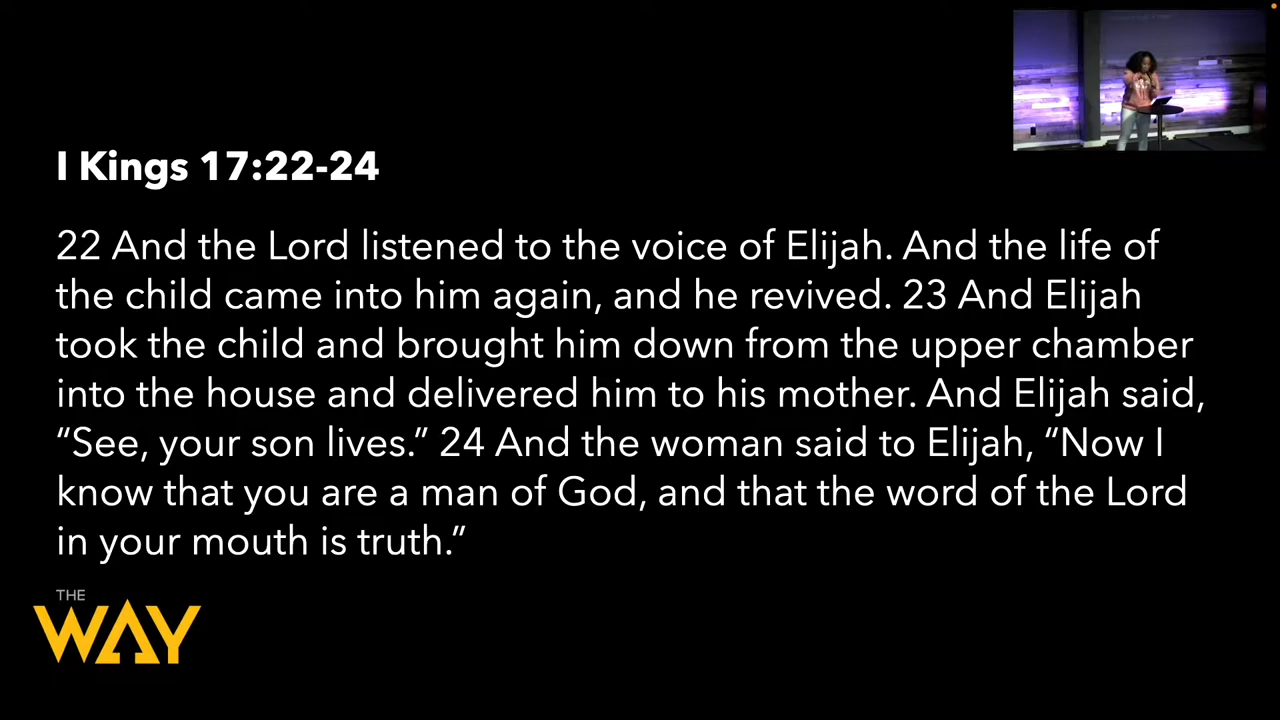 I Kings 17:22-24
22 And the Lord listened to the voice of Elijah. And the life of
the child came into him again, and he revived. 23 And Elijah
took the child and brought him down from the upper chamber
into the house and delivered him to his mother. And Elijah said,
“See, your son lives.” 24 And the woman said to Elijah, “Now I
know that you are a man of God, and that the word of the Lord
in your mouth is truth.”
THE
WAY